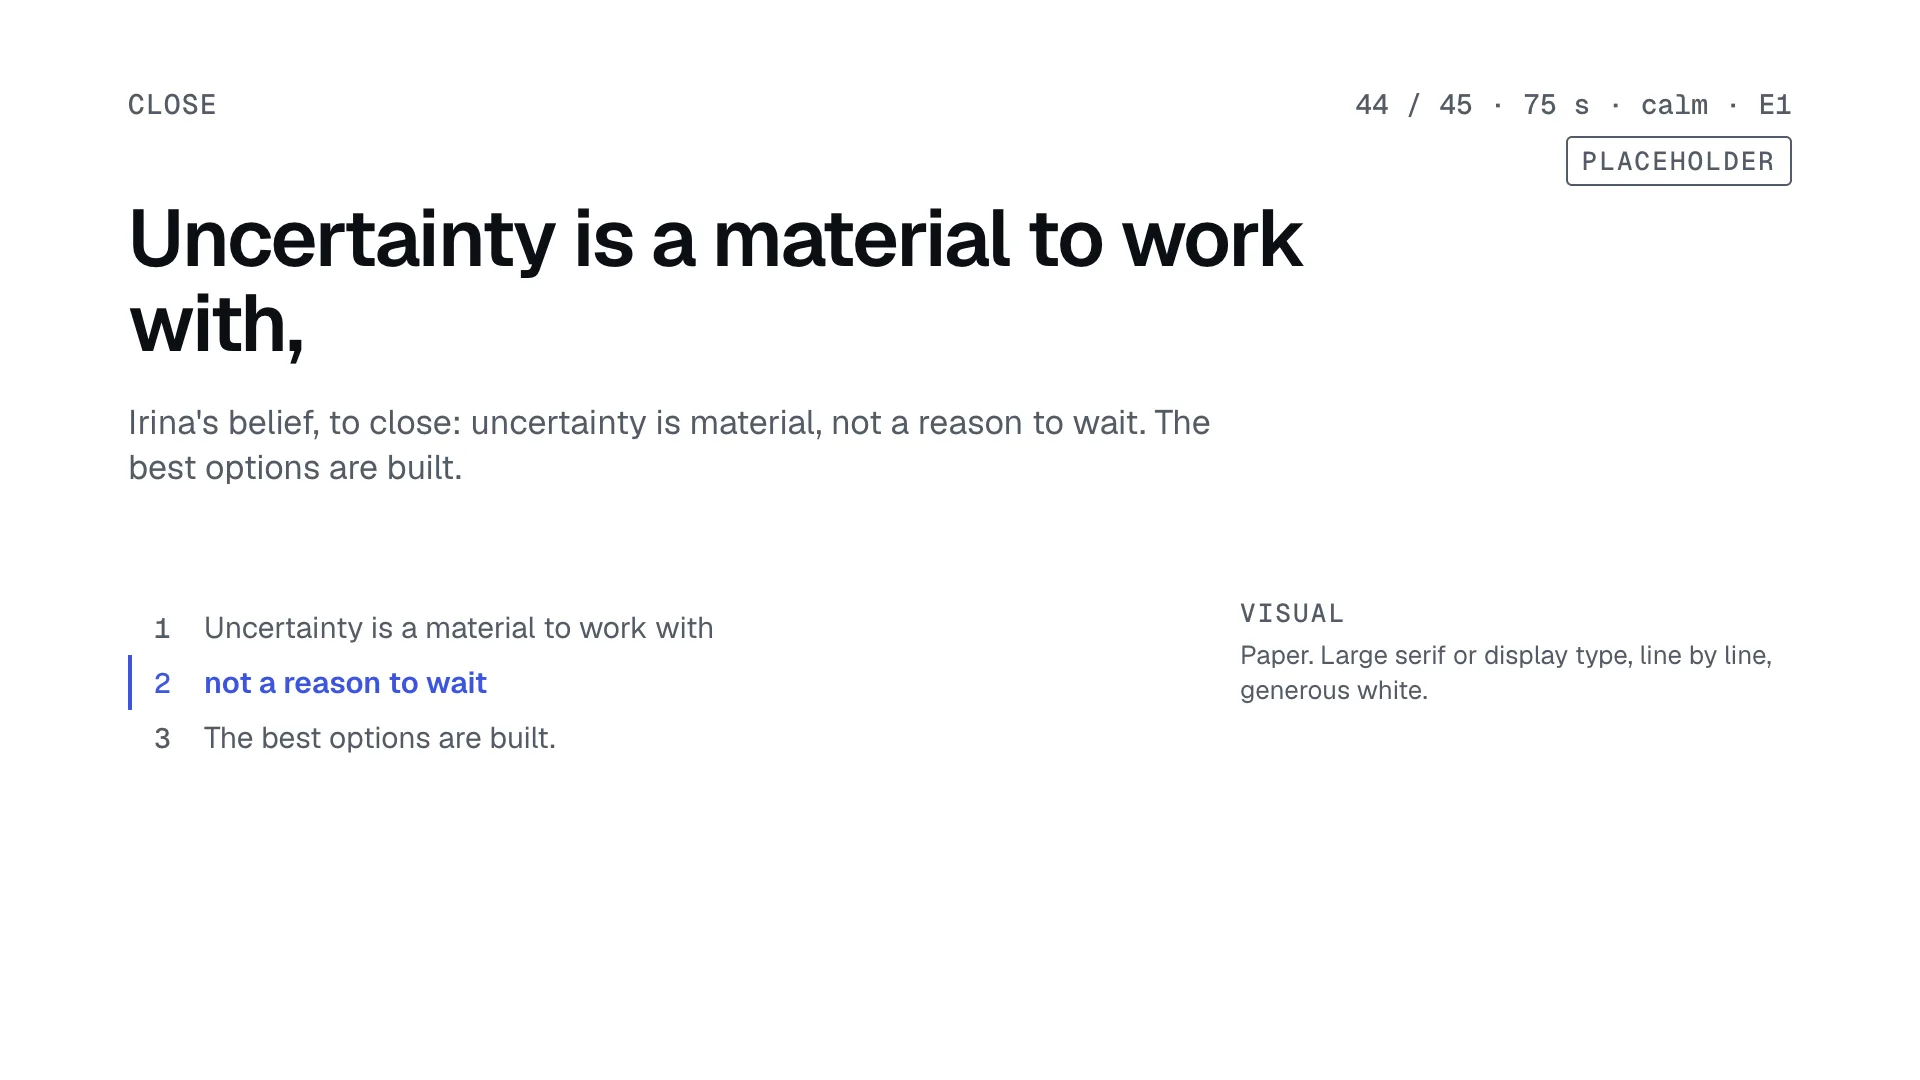 CLOSE
44 / 45 · 75 s · calm · E1
PLACEHOLDER
Uncertainty is a material to work
with,
Irina's belief, to close: uncertainty is material, not a reason to wait. The
best options are built.
1 Uncertainty is a material to work with
2 not a reason to wait
3 The best options are built.
VISUAL
Paper. Large serif or display type, line by line,
generous white.